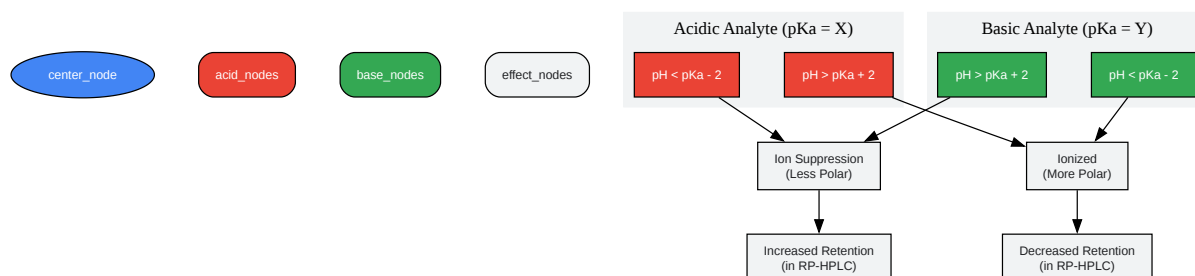 Acidic Analyte (pKa = X)
Basic Analyte (pKa = Y)
center_node
acid_nodes
base_nodes
effect_nodes
pH < pKa - 2
pH > pKa + 2
pH > pKa + 2
pH < pKa - 2
Ion Suppression
(Less Polar)
Ionized
(More Polar)
Increased Retention
(in RP-HPLC)
Decreased Retention
(in RP-HPLC)